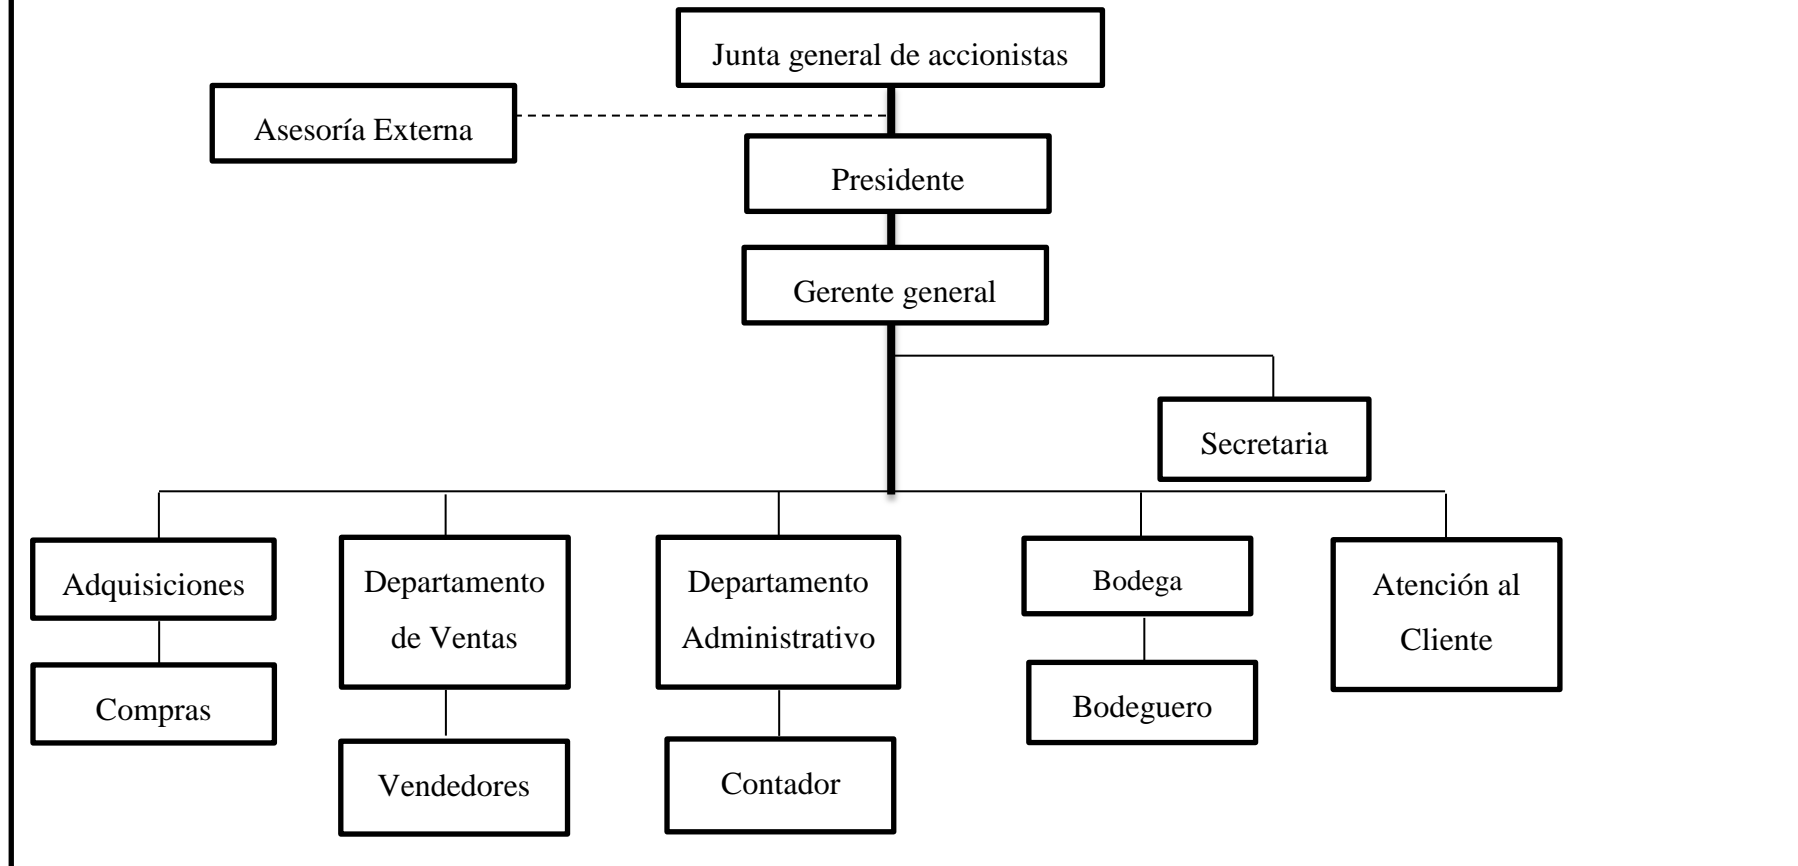 Junta general de accionistas
Asesoría Externa
Presidente
Gerente general
Secretaria
Adquisiciones
Departamento
de Ventas
Departamento
Administrativo
Bodega
Atención al
Cliente
Compras
Vendedores
Contador
Bodeguero